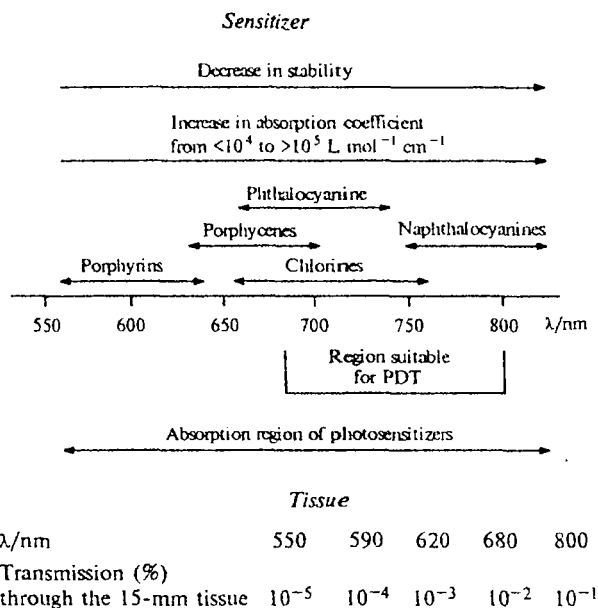 Sensitizer
Decrease in stability
Increase in absorption coefficient
from <10⁴ to >10⁵ L mol⁻¹ cm⁻¹
Phthalocyanine
Porphycenes Naphthalocyanines
Porphyrins Chlorines
550 600 650 700 750 800 λ/nm
Region suitable
for PDT
Absorption region of photosensitizers
Tissue
λ/nm 550 590 620 680 800
Transmission (%)
through the 15-mm tissue 10⁻⁵ 10⁻⁴ 10⁻³ 10⁻² 10⁻¹